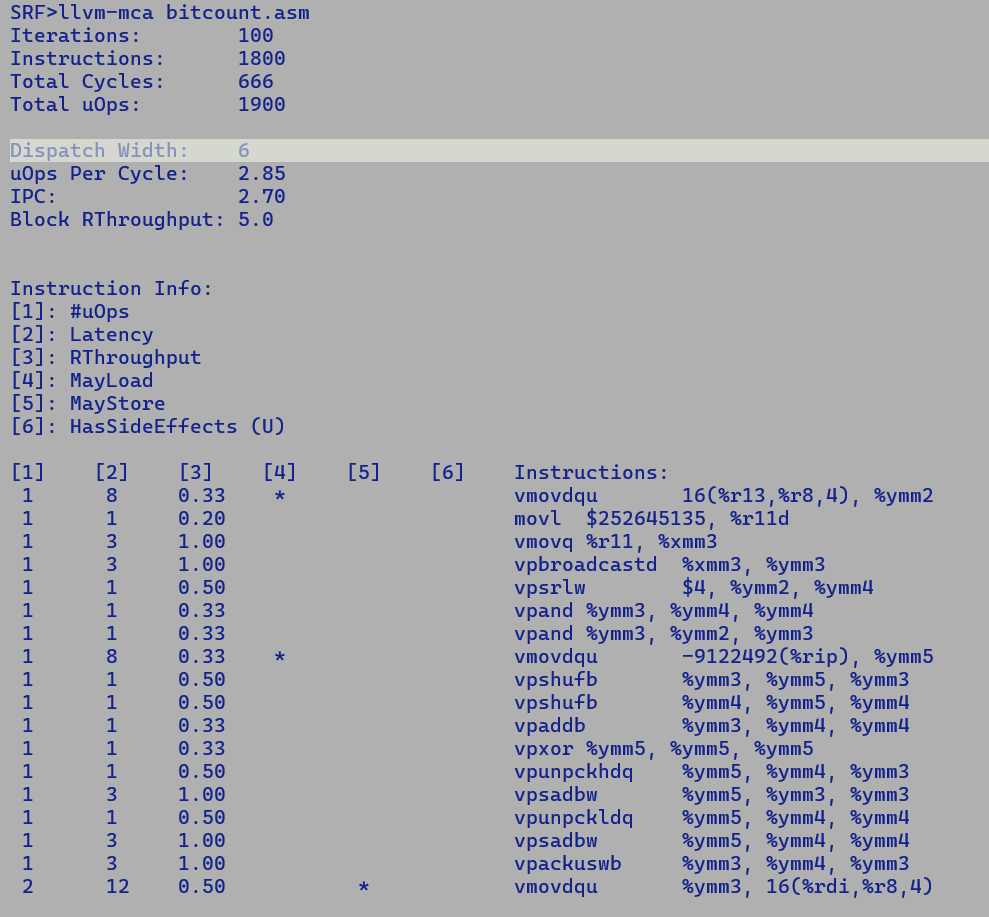 SRF>llvm-mca bitcount.asm
Iterations: 100
Instructions: 1800
Total Cycles: 666
Total uOps: 1900
Dispatch Width: 6
uOps Per Cycle: 2.85
IPC: 2.70
Block RThroughput: 5.0
Instruction Info:
[1]: #uOps
[2]: Latency
[3]: RThroughput
[4]: MayLoad
[5]: MayStore
[6]: HasSideEffects (U)
[1] [2] [3] [4] [5] [6] Instructions:
1 8 0.33 * vmovdqu 16(%r13,%r8,4), %ymm2
1 1 0.20 movl $252645135, %r11d
1 3 1.00 vmovq %r11, %xmm3
1 3 1.00 vpbroadcastd %xmm3, %ymm3
1 1 0.50 vpsrlw $4, %ymm2, %ymm4
1 1 0.33 vpand %ymm3, %ymm4, %ymm4
1 1 0.33 vpand %ymm3, %ymm2, %ymm3
1 8 0.33 * vmovdqu -9122492(%rip), %ymm5
1 1 0.50 vpshufb %ymm3, %ymm5, %ymm3
1 1 0.50 vpshufb %ymm4, %ymm5, %ymm4
1 1 0.33 vpaddb %ymm3, %ymm4, %ymm4
1 1 0.33 vpxor %ymm5, %ymm5, %ymm5
1 1 0.50 vpunpckhdq %ymm5, %ymm4, %ymm3
1 3 1.00 vpsadbw %ymm5, %ymm3, %ymm3
1 1 0.50 vpunpckldq %ymm5, %ymm4, %ymm4
1 3 1.00 vpsadbw %ymm5, %ymm4, %ymm4
1 3 1.00 vpackuswb %ymm3, %ymm4, %ymm3
2 12 0.50 * vmovdqu %ymm3, 16(%rdi,%r8,4)